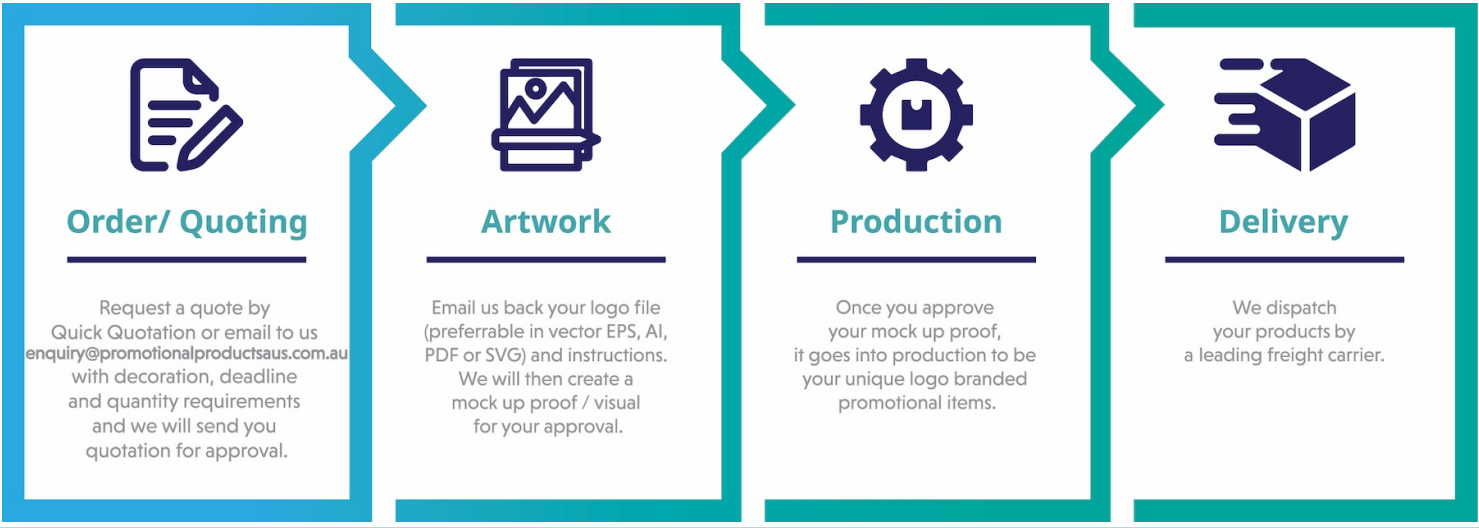 Order/ Quoting
Request a quote by
Quick Quotation or email to us
enquiry@promotionalproductsaus.com.au
with decoration, deadline
and quantity requirements
and we will send you
quotation for approval.
Artwork
Email us back your logo file
(preferrable in vector EPS, AI,
PDF or SVG) and instructions.
We will then create a
mock up proof / visual
for your approval.
Production
Once you approve
your mock up proof,
it goes into production to be
your unique logo branded
promotional items.
Delivery
We dispatch
your products by
a leading freight carrier.